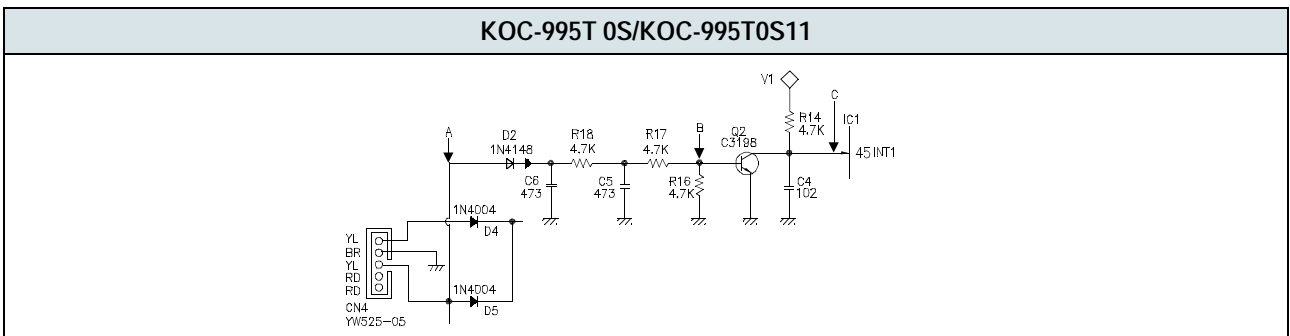 KOC-995T 0S/KOC-995T0S11
V1
C
A
D2
1N4148
R18
4.7K
R17
4.7K
B
Q2
C3198
R14
4.7K
IC1
45 INT1
C6
473
C5
473
R16
4.7K
C4
102
1N4004
D4
YL
BR
YL
RD
RD
1N4004
D5
CN4
YW525-05